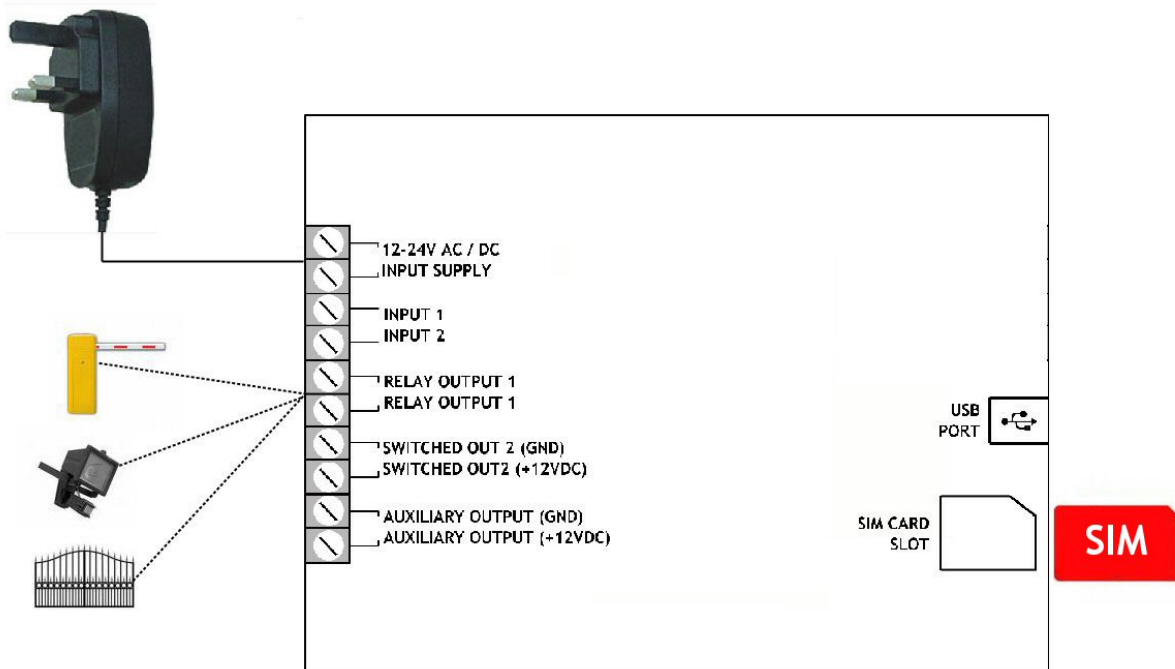 12-24V AC / DC
INPUT SUPPLY
INPUT 1
INPUT 2
RELAY OUTPUT 1
RELAY OUTPUT 1
SWITCHED OUT 2 (GND)
SWITCHED OUT2 (+12VDC)
AUXILIARY OUTPUT (GND)
AUXILIARY OUTPUT (+12VDC)
USB
PORT
SIM CARD
SLOT
SIM